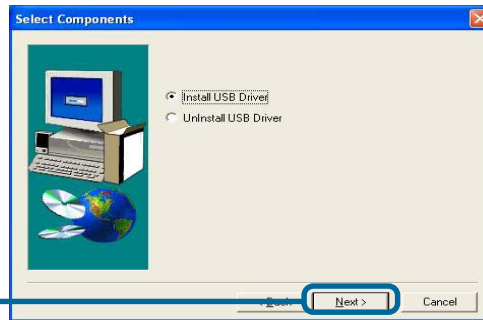 Select Components
Install USB Driver
UnInstall USB Driver
Next >
Cancel